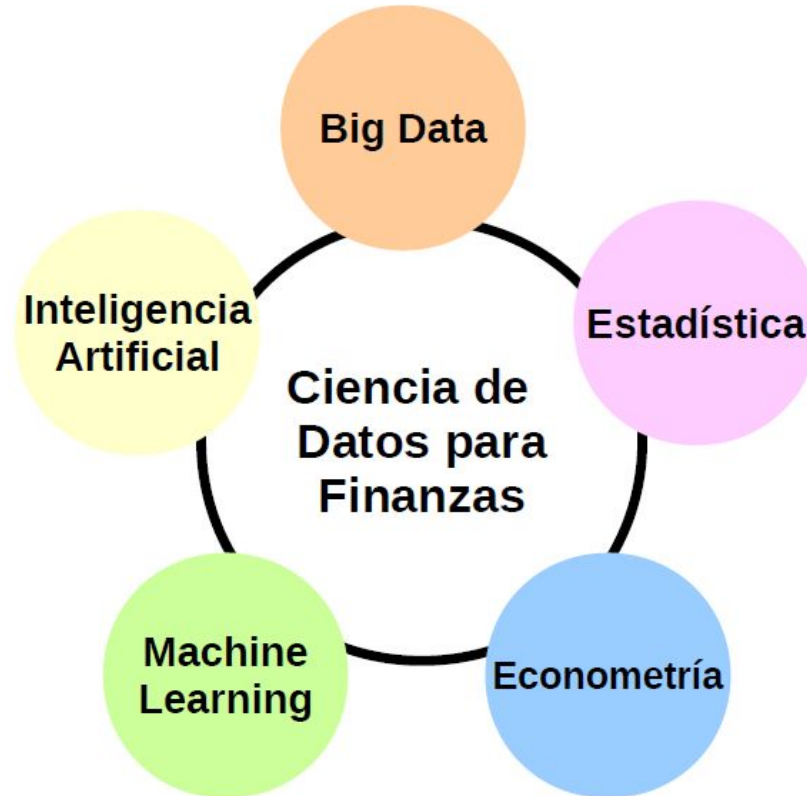 Big Data
Estadística
Inteligencia
Artificial
Ciencia de
Datos para
Finanzas
Machine
Learning
Econometría